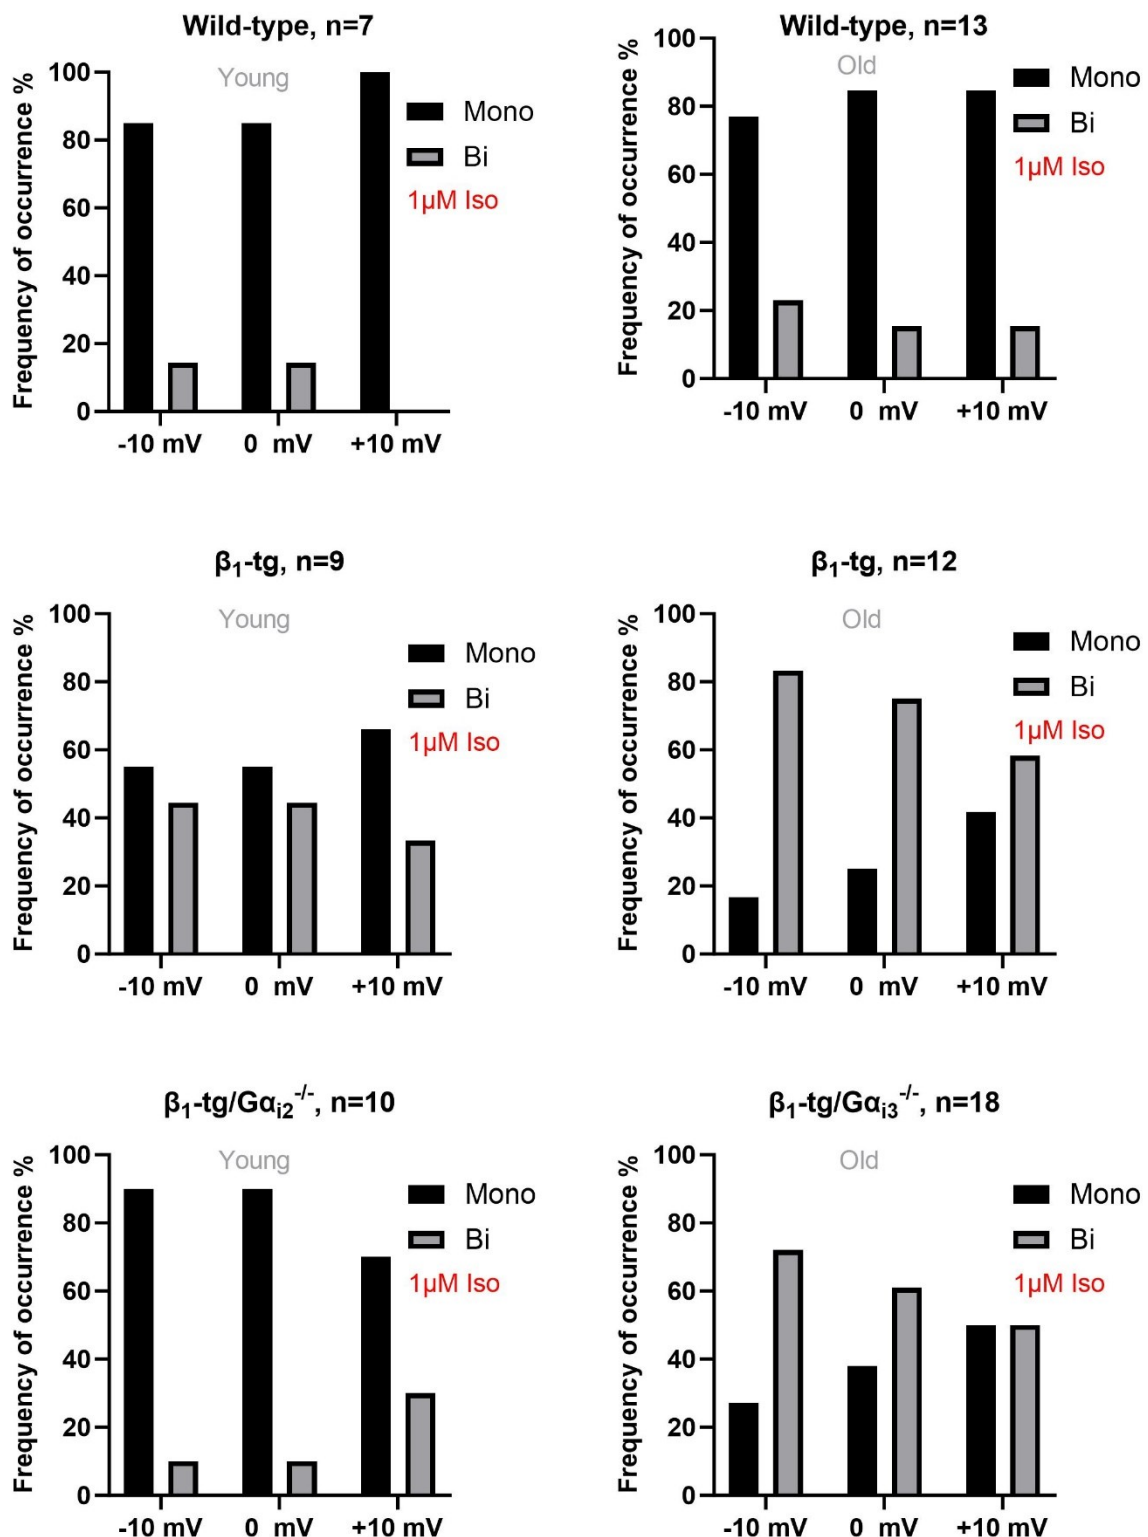 Wild-type, n=7
Young
Frequency of occurrence %
100
80
60
40
20
0
-10 mV 0 mV +10 mV
Mono
Bi
1µM Iso
Wild-type, n=13
Old
Frequency of occurrence %
100
80
60
40
20
0
-10 mV 0 mV +10 mV
Mono
Bi
1µM Iso
β₁-tg, n=9
Young
Frequency of occurrence %
100
80
60
40
20
0
-10 mV 0 mV +10 mV
Mono
Bi
1µM Iso
β₁-tg, n=12
Old
Frequency of occurrence %
100
80
60
40
20
0
-10 mV 0 mV +10 mV
Mono
Bi
1µM Iso
β₁-tg/Gαᵢ₂⁻/⁻, n=10
Young
Frequency of occurrence %
100
80
60
40
20
0
-10 mV 0 mV +10 mV
Mono
Bi
1µM Iso
β₁-tg/Gαᵢ₃⁻/⁻, n=18
Old
Frequency of occurrence %
100
80
60
40
20
0
-10 mV 0 mV +10 mV
Mono
Bi
1µM Iso